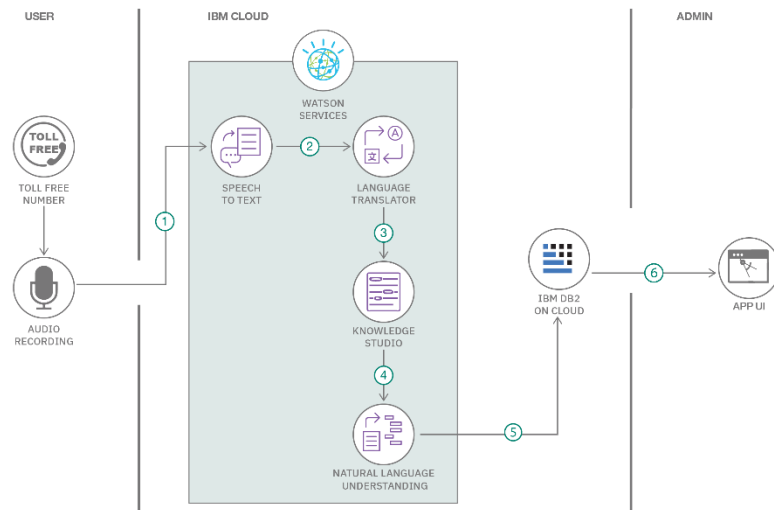 USER
IBM CLOUD
ADMIN
WATSON
SERVICES
TOLL
FREE
TOLL FREE
NUMBER
1
SPEECH
TO TEXT
2
A
文
LANGUAGE
TRANSLATOR
3
AUDIO
RECORDING
KNOWLEDGE
STUDIO
4
NATURAL LANGUAGE
UNDERSTANDING
5
IBM DB2
ON CLOUD
6
APP UI